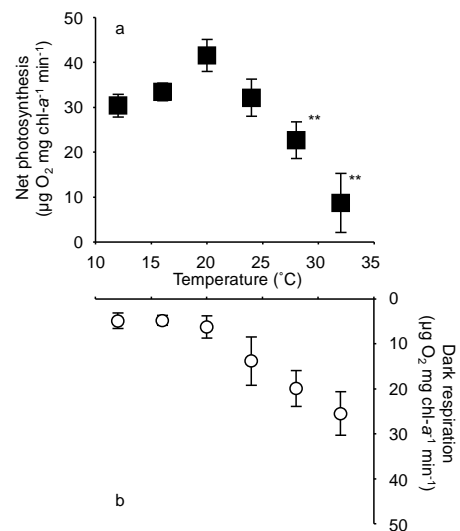 a
Net photosynthesis
(µg O₂ mg chl-a⁻¹ min⁻¹)
50
40
30
20
10
0
**
**
10 15 20 25 30 35
Temperature (˚C)
0
10
20
30
40
50
Dark respiration
(µg O₂ mg chl-a⁻¹ min⁻¹)
b